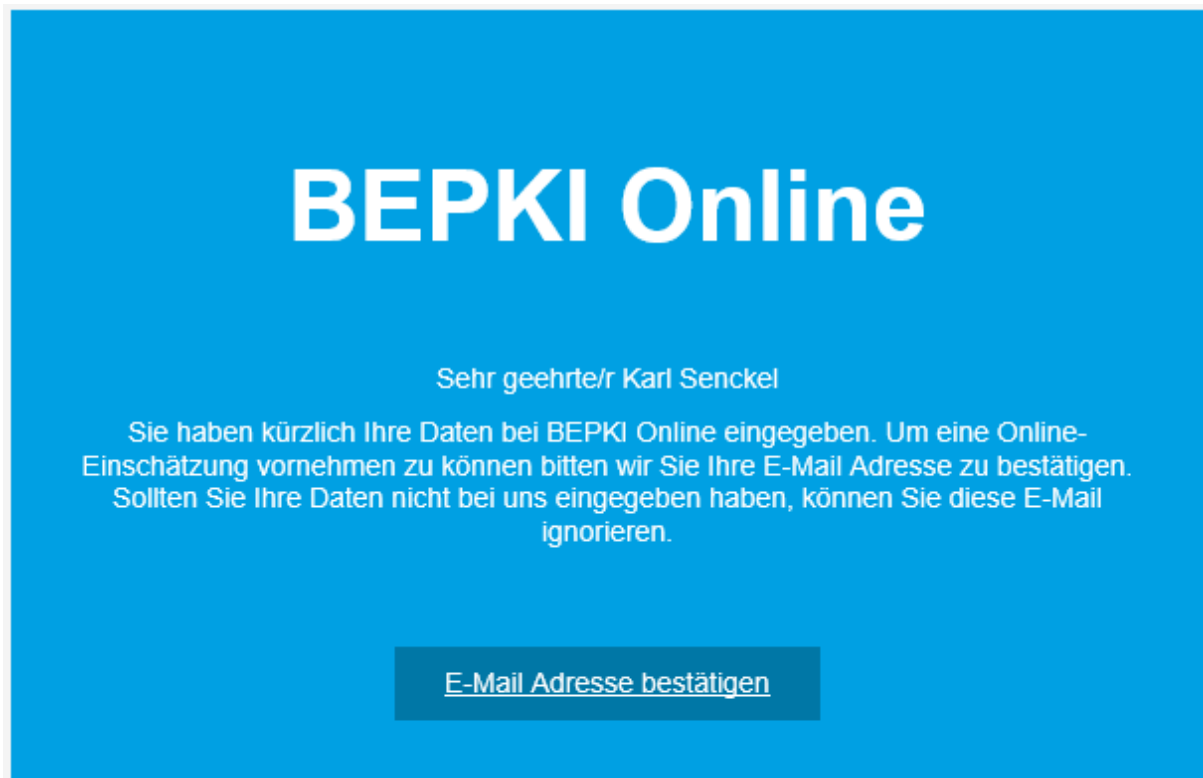 BEPKI Online
Sehr geehrte/r Karl Senckel
Sie haben kürzlich Ihre Daten bei BEPKI Online eingegeben. Um eine Online-
Einschätzung vornehmen zu können bitten wir Sie Ihre E-Mail Adresse zu bestätigen.
Sollten Sie Ihre Daten nicht bei uns eingegeben haben, können Sie diese E-Mail
ignorieren.
E-Mail Adresse bestätigen